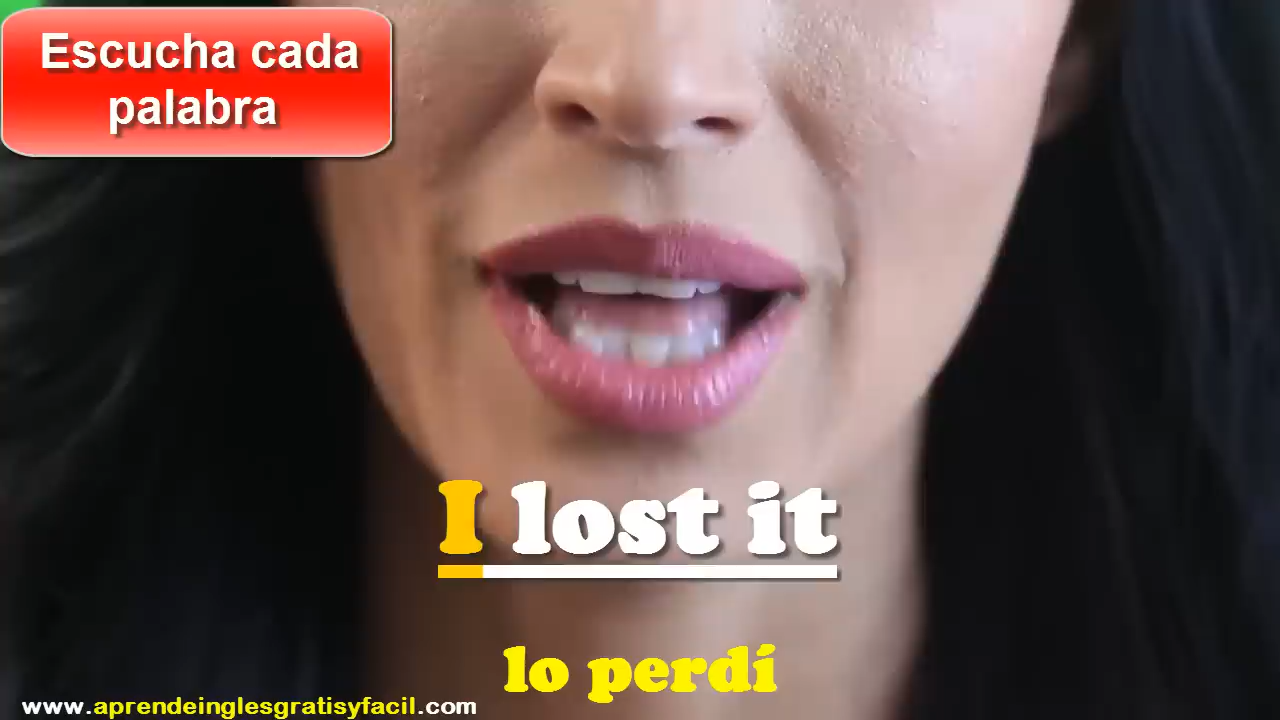 Escucha cada
palabra
I lost it
lo perdí
www.aprendeinglesgratisyfacil.com